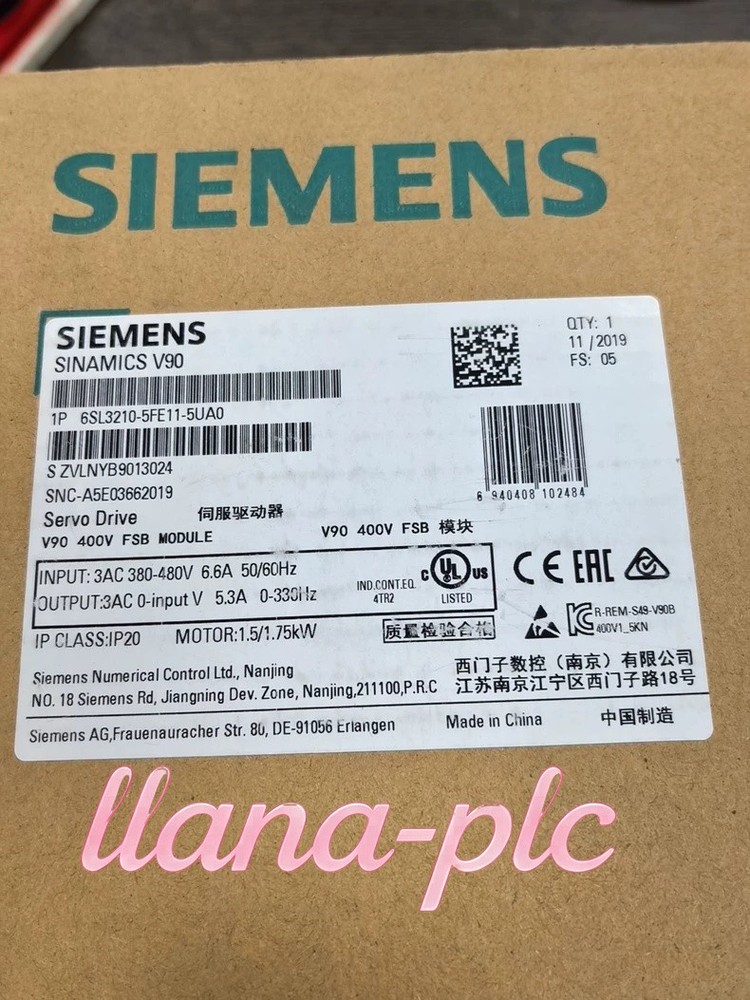 SIEMENS
SIEMENS
SINAMICS V90
QTY: 1
11 /2019
FS: 05
1P 6SL3210-5FE11-5UA0
S ZVLNYB9013024
SNC-A5E03662019
6 940408 102484
Servo Drive 伺服驱动器
V90 400V FSB MODULE V90 400V FSB 模块
INPUT: 3AC 380-480V 6.6A 50/60Hz
OUTPUT:3AC 0-input V 5.3A 0-330Hz
IND.CONT.EQ.
4TR2
c UL us
LISTED
CE EAC
IP CLASS:IP20 MOTOR:1.5/1.75kW
质量检验合格
R-REM-S49-V90B
400V1_5KN
Siemens Numerical Control Ltd., Nanjing
NO. 18 Siemens Rd, Jiangning Dev. Zone, Nanjing,211100,P.R.C
西门子数控（南京）有限公司
江苏南京江宁区西门子路18号
Siemens AG,Frauenauracher Str. 80, DE-91056 Erlangen Made in China 中国制造
llana-plc